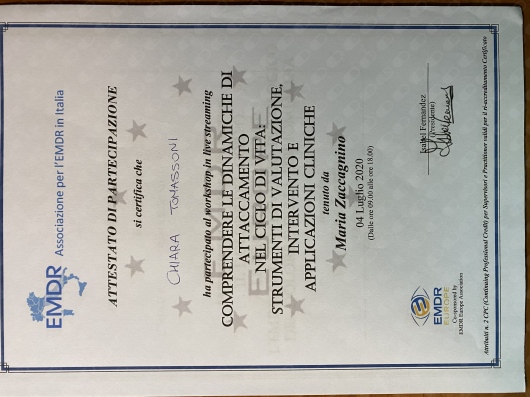 EMDR Associazione per l'EMDR in Italia
ATTESTATO DI PARTECIPAZIONE
si certifica che
CHIARA TOMASSONI
ha partecipato al workshop in live streaming
COMPRENDERE LE DINAMICHE DI
ATTACCAMENTO
NEL CICLO DI VITA:
STRUMENTI DI VALUTAZIONE,
INTERVENTO E
APPLICAZIONI CLINICHE
tenuto da
Maria Zaccagnino
04 Luglio 2020
(Dalle ore 09.00 alle ore 18.00)
Isabel Fernandez
(Presidente)
EMDR
EUROPE
Co-sponsored by
EMDR Europe Association
Attribuiti n. 2 CPC (Continuing Professional Credit) per Supervisori e Practitioner validi per il ri-accreditamento Certificato